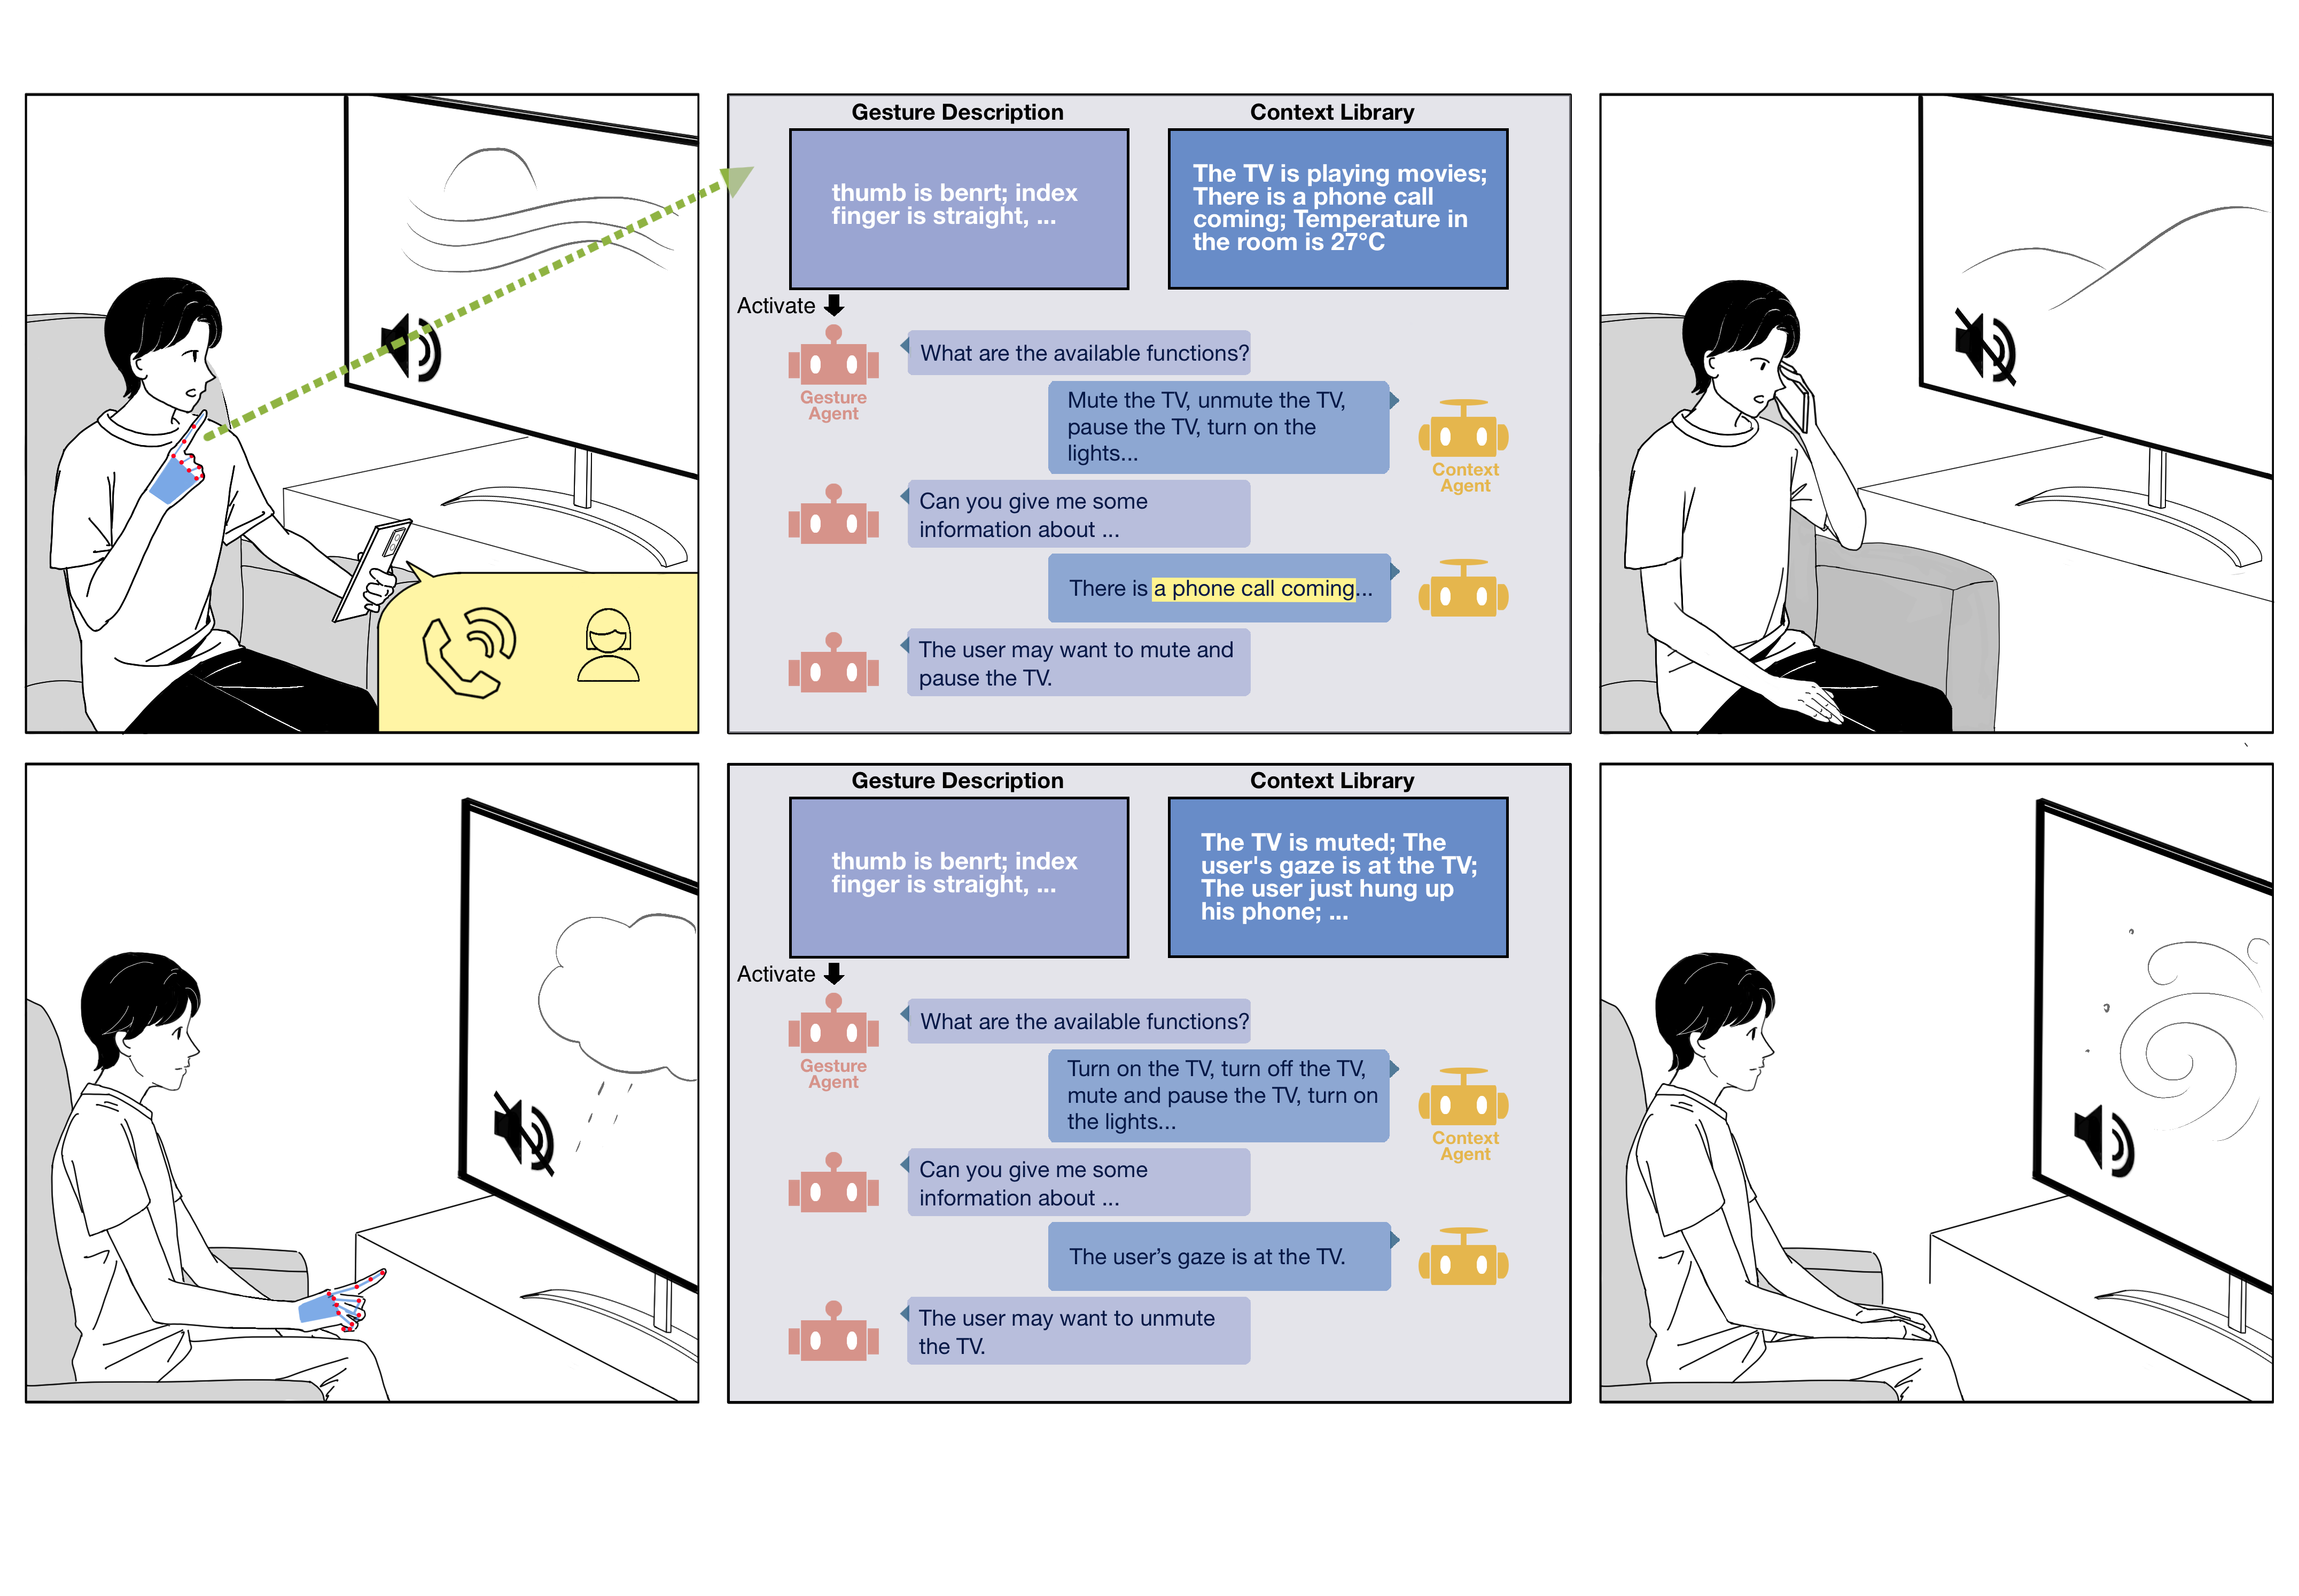 Gesture Description
Context Library
thumb is benrt; index
finger is straight, ...
The TV is playing movies;
There is a phone call
coming; Temperature in
the room is 27°C
Activate
What are the available functions?
Gesture
Agent
Mute the TV, unmute the TV,
pause the TV, turn on the
lights...
Context
Agent
Can you give me some
information about ...
There is a phone call coming...
The user may want to mute and
pause the TV.
Gesture Description
Context Library
thumb is benrt; index
finger is straight, ...
The TV is muted; The
user's gaze is at the TV;
The user just hung up
his phone; ...
Activate
What are the available functions?
Gesture
Agent
Turn on the TV, turn off the TV,
mute and pause the TV, turn on
the lights...
Context
Agent
Can you give me some
information about ...
The user’s gaze is at the TV.
The user may want to unmute
the TV.